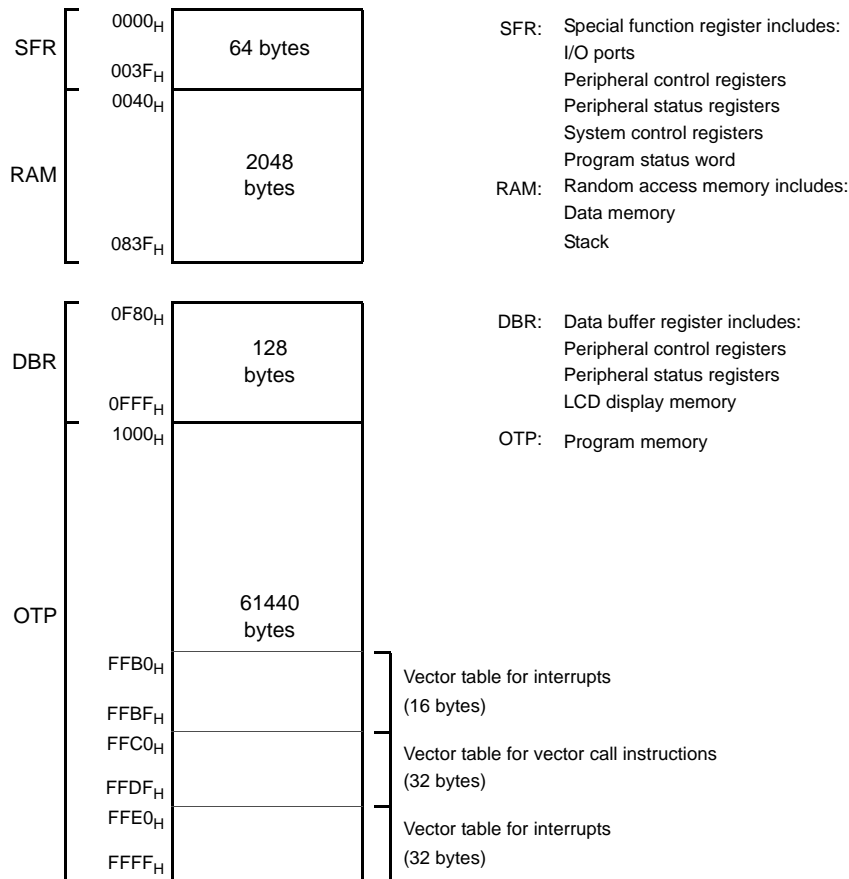 0000H
SFR
64 bytes
003FH
0040H
RAM
2048
bytes
083FH
0F80H
DBR
128
bytes
0FFFH
1000H
OTP
61440
bytes
FFB0H
FFBFH
FFC0H
FFDFH
FFE0H
FFFFH
Vector table for interrupts
(16 bytes)
Vector table for vector call instructions
(32 bytes)
Vector table for interrupts
(32 bytes)
SFR: Special function register includes:
I/O ports
Peripheral control registers
Peripheral status registers
System control registers
Program status word
RAM: Random access memory includes:
Data memory
Stack
DBR: Data buffer register includes:
Peripheral control registers
Peripheral status registers
LCD display memory
OTP: Program memory